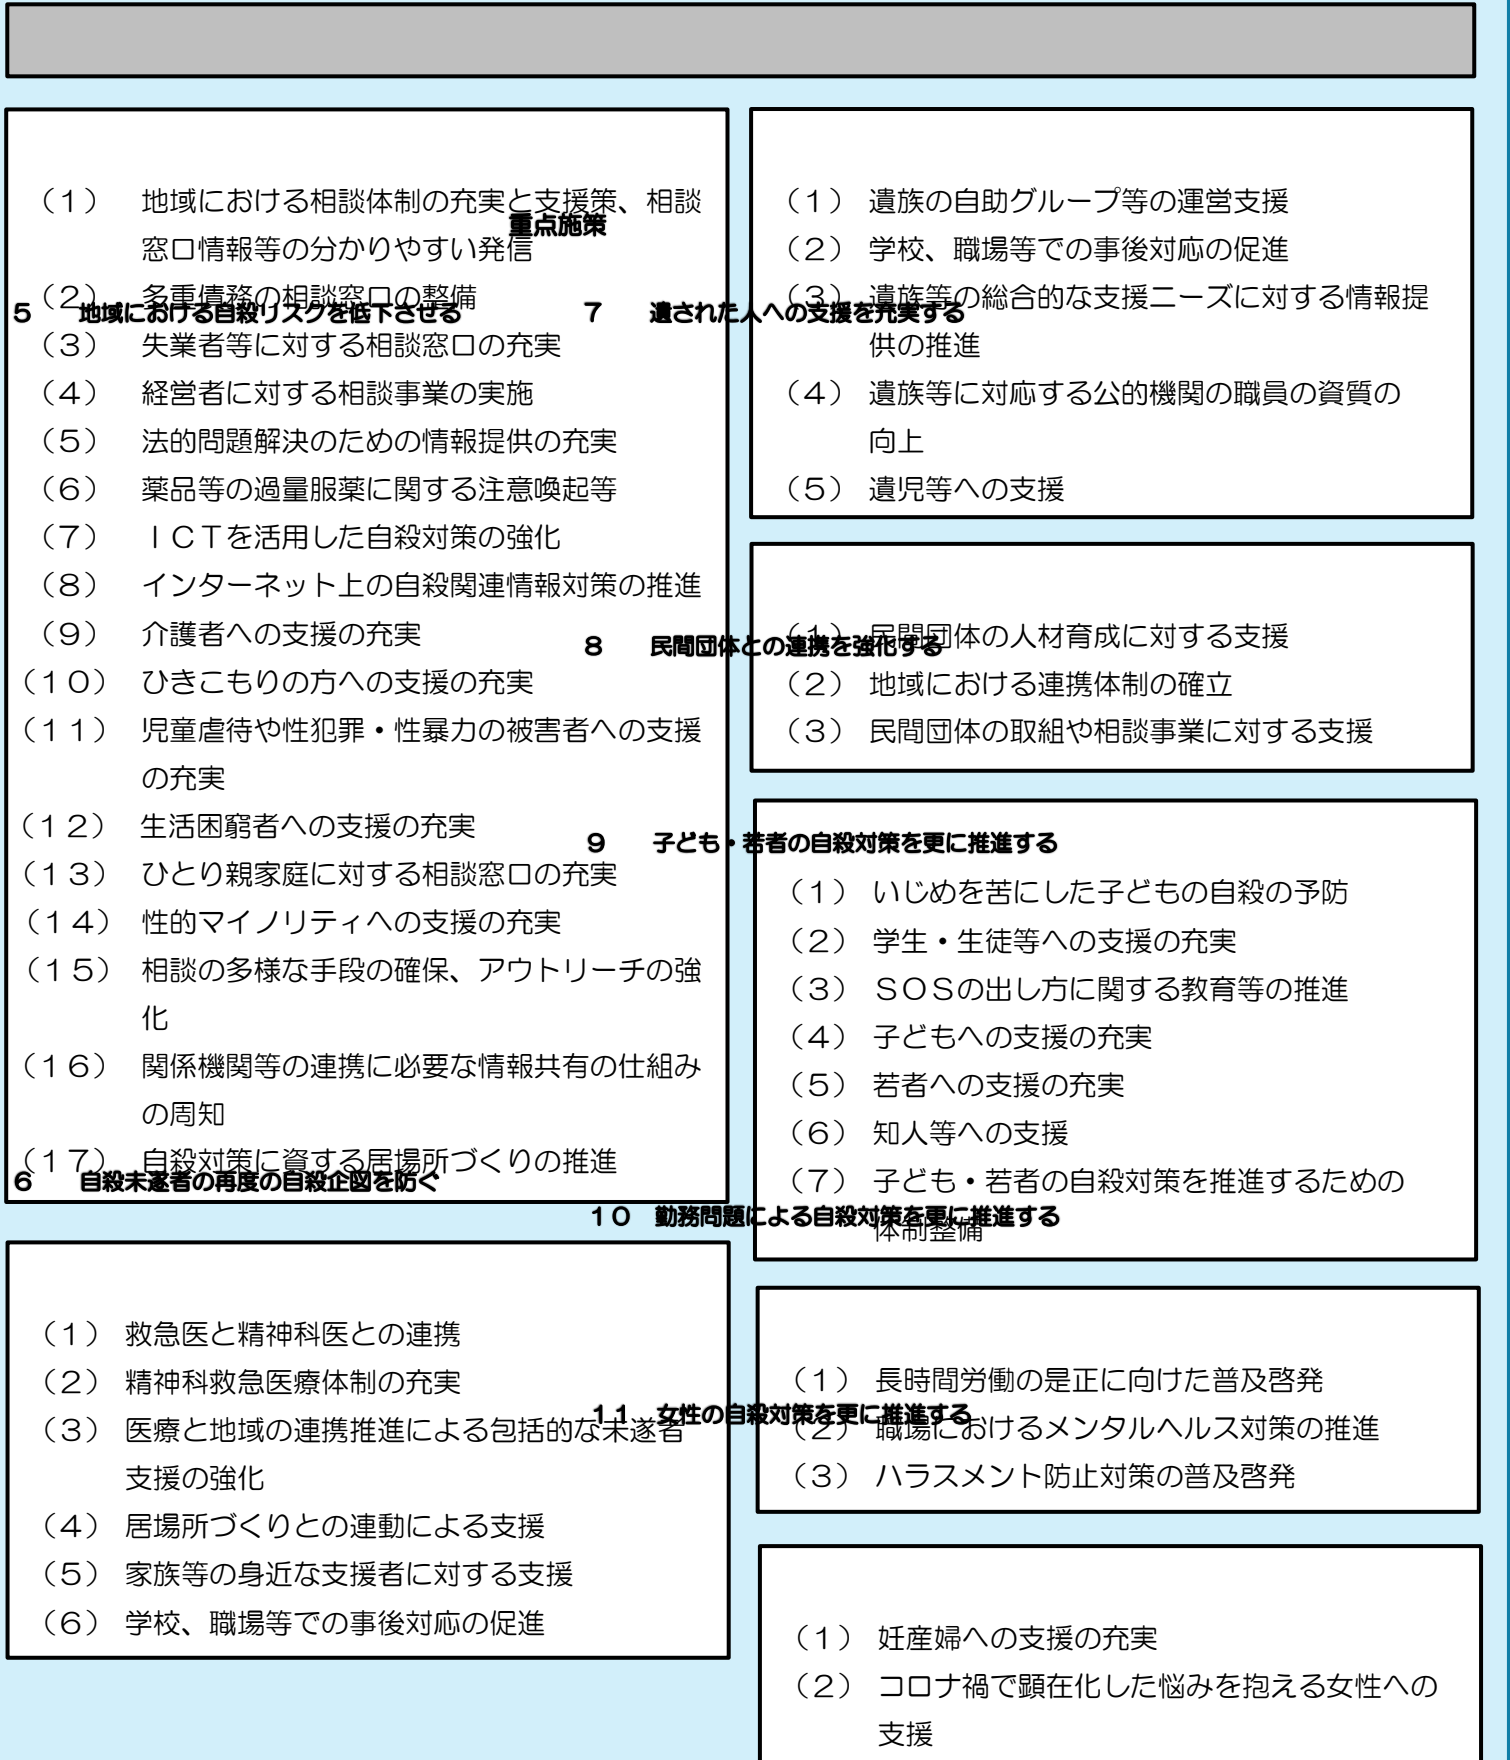 重点施策
5 地域における自殺リスクを低下させる
（1） 地域における相談体制の充実と支援策、相談
窓口情報等の分かりやすい発信
（2） 多重債務の相談窓口の整備
（3） 失業者等に対する相談窓口の充実
（4） 経営者に対する相談事業の実施
（5） 法的問題解決のための情報提供の充実
（6） 薬品等の過量服薬に関する注意喚起等
（7） ＩＣＴを活用した自殺対策の強化
（8） インターネット上の自殺関連情報対策の推進
（9） 介護者への支援の充実
（10） ひきこもりの方への支援の充実
（11） 児童虐待や性犯罪・性暴力の被害者への支援
の充実
（12） 生活困窮者への支援の充実
（13） ひとり親家庭に対する相談窓口の充実
（14） 性的マイノリティへの支援の充実
（15） 相談の多様な手段の確保、アウトリーチの強
化
（16） 関係機関等の連携に必要な情報共有の仕組み
の周知
（17） 自殺対策に資する居場所づくりの推進
6 自殺未遂者の再度の自殺企図を防ぐ
（1） 救急医と精神科医との連携
（2） 精神科救急医療体制の充実
（3） 医療と地域の連携推進による包括的な未遂者
支援の強化
（4） 居場所づくりとの連動による支援
（5） 家族等の身近な支援者に対する支援
（6） 学校、職場等での事後対応の促進
7 遺された人への支援を充実する
（1） 遺族の自助グループ等の運営支援
（2） 学校、職場等での事後対応の促進
（3） 遺族等の総合的な支援ニーズに対する情報提
供の推進
（4） 遺族等に対応する公的機関の職員の資質の
向上
（5） 遺児等への支援
8 民間団体との連携を強化する
（1） 民間団体の人材育成に対する支援
（2） 地域における連携体制の確立
（3） 民間団体の取組や相談事業に対する支援
9 子ども・若者の自殺対策を更に推進する
（1） いじめを苦にした子どもの自殺の予防
（2） 学生・生徒等への支援の充実
（3） ＳＯＳの出し方に関する教育等の推進
（4） 子どもへの支援の充実
（5） 若者への支援の充実
（6） 知人等への支援
（7） 子ども・若者の自殺対策を推進するための
体制整備
10 勤務問題による自殺対策を更に推進する
（1） 長時間労働の是正に向けた普及啓発
（2） 職場におけるメンタルヘルス対策の推進
（3） ハラスメント防止対策の普及啓発
11 女性の自殺対策を更に推進する
（1） 妊産婦への支援の充実
（2） コロナ禍で顕在化した悩みを抱える女性への
支援